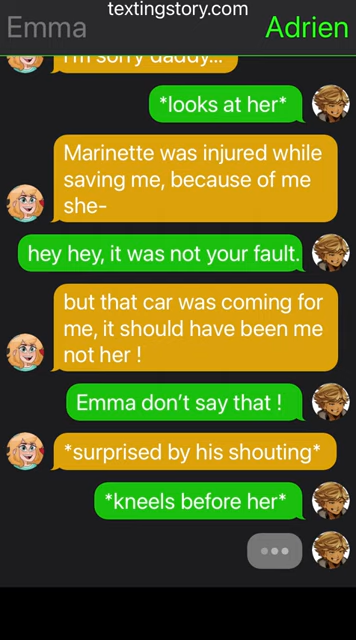 textingstory.com
Emma
Adrien
I'm sorry daddy...
*looks at her*
Marinette was injured while
saving me, because of me
she-
hey hey, it was not your fault.
but that car was coming for
me, it should have been me
not her !
Emma don't say that !
*surprised by his shouting*
*kneels before her*